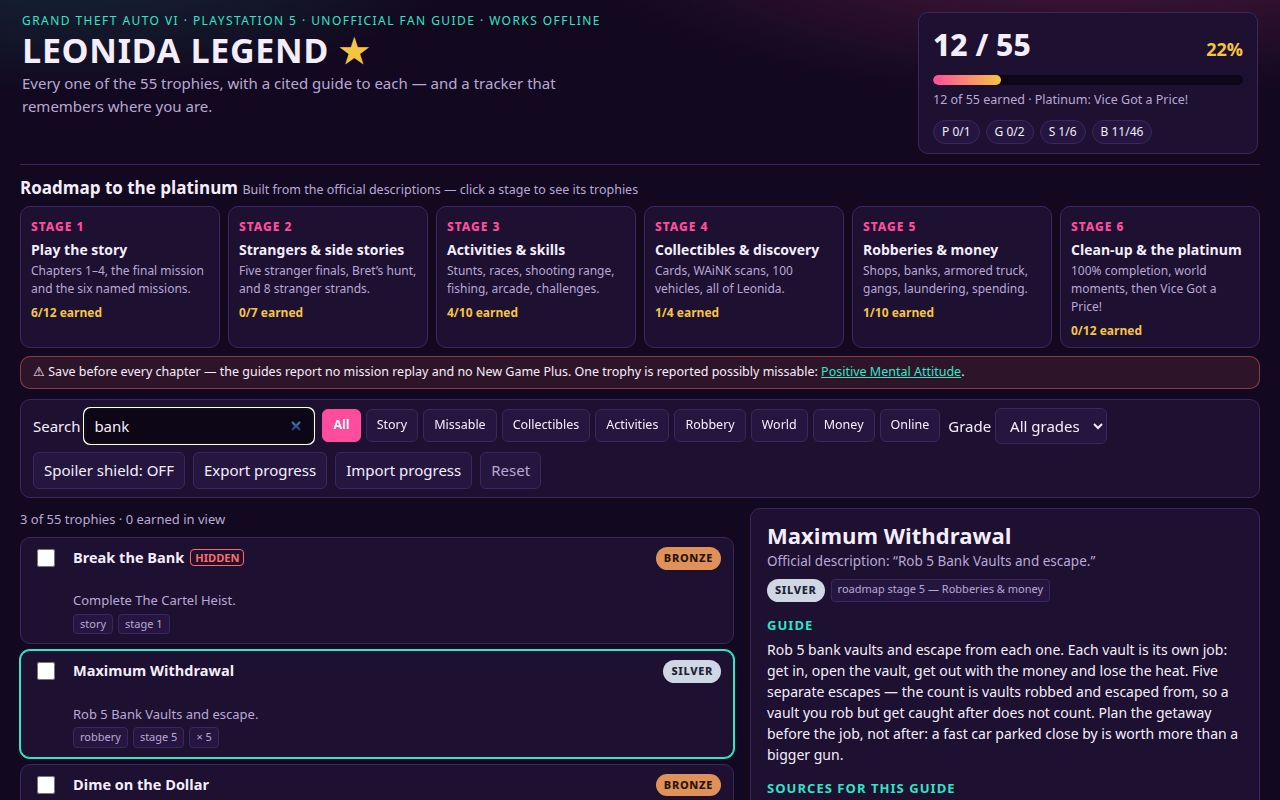 GRAND THEFT AUTO VI · PLAYSTATION 5 · UNOFFICIAL FAN GUIDE · WORKS OFFLINE
LEONIDA LEGEND ★
Every one of the 55 trophies, with a cited guide to each — and a tracker that
remembers where you are.
12 / 55
22%
12 of 55 earned · Platinum: Vice Got a Price!
P 0/1
G 0/2
S 1/6
B 11/46
Roadmap to the platinum Built from the official descriptions — click a stage to see its trophies
STAGE 1
Play the story
Chapters 1–4, the final mission
and the six named missions.
6/12 earned
STAGE 2
Strangers & side stories
Five stranger finals, Bret’s hunt,
and 8 stranger strands.
0/7 earned
STAGE 3
Activities & skills
Stunts, races, shooting range,
fishing, arcade, challenges.
4/10 earned
STAGE 4
Collectibles & discovery
Cards, WAiNK scans, 100
vehicles, all of Leonida.
1/4 earned
STAGE 5
Robberies & money
Shops, banks, armored truck,
gangs, laundering, spending.
1/10 earned
STAGE 6
Clean-up & the platinum
100% completion, world
moments, then Vice Got a
Price!
0/12 earned
⚠ Save before every chapter — the guides report no mission replay and no New Game Plus. One trophy is reported possibly missable: Positive Mental Attitude.
Search bank ✕ All Story Missable Collectibles Activities Robbery World Money Online Grade All grades
Spoiler shield: OFF Export progress Import progress Reset
3 of 55 trophies · 0 earned in view
Break the Bank HIDDEN BRONZE
Complete The Cartel Heist.
story stage 1
Maximum Withdrawal SILVER
Rob 5 Bank Vaults and escape.
robbery stage 5 × 5
Dime on the Dollar BRONZE
Maximum Withdrawal
Official description: “Rob 5 Bank Vaults and escape.”
SILVER roadmap stage 5 — Robberies & money
GUIDE
Rob 5 bank vaults and escape from each one. Each vault is its own job:
get in, open the vault, get out with the money and lose the heat. Five
separate escapes — the count is vaults robbed and escaped from, so a
vault you rob but get caught after does not count. Plan the getaway
before the job, not after: a fast car parked close by is worth more than a
bigger gun.
SOURCES FOR THIS GUIDE